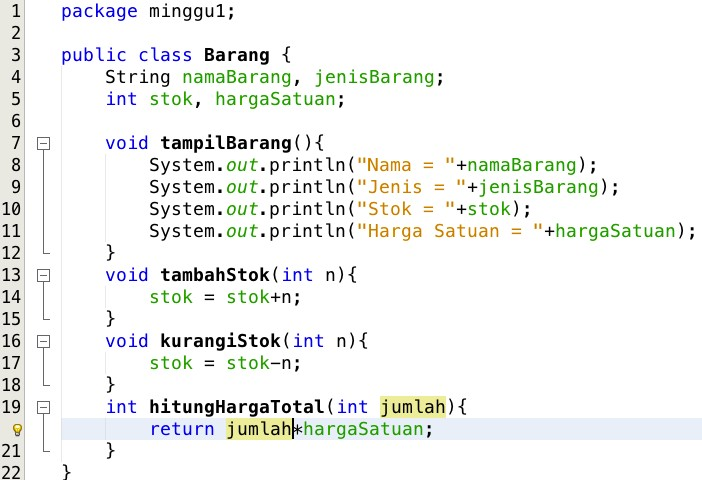 1 package minggu1;
2
3 public class Barang {
4     String namaBarang, jenisBarang;
5     int stok, hargaSatuan;
6
7     void tampilBarang(){
8         System.out.println("Nama = "+namaBarang);
9         System.out.println("Jenis = "+jenisBarang);
10         System.out.println("Stok = "+stok);
11         System.out.println("Harga Satuan = "+hargaSatuan);
12     }
13     void tambahStok(int n){
14         stok = stok+n;
15     }
16     void kurangiStok(int n){
17         stok = stok-n;
18     }
19     int hitungHargaTotal(int jumlah){
        return jumlah*hargaSatuan;
21     }
22 }